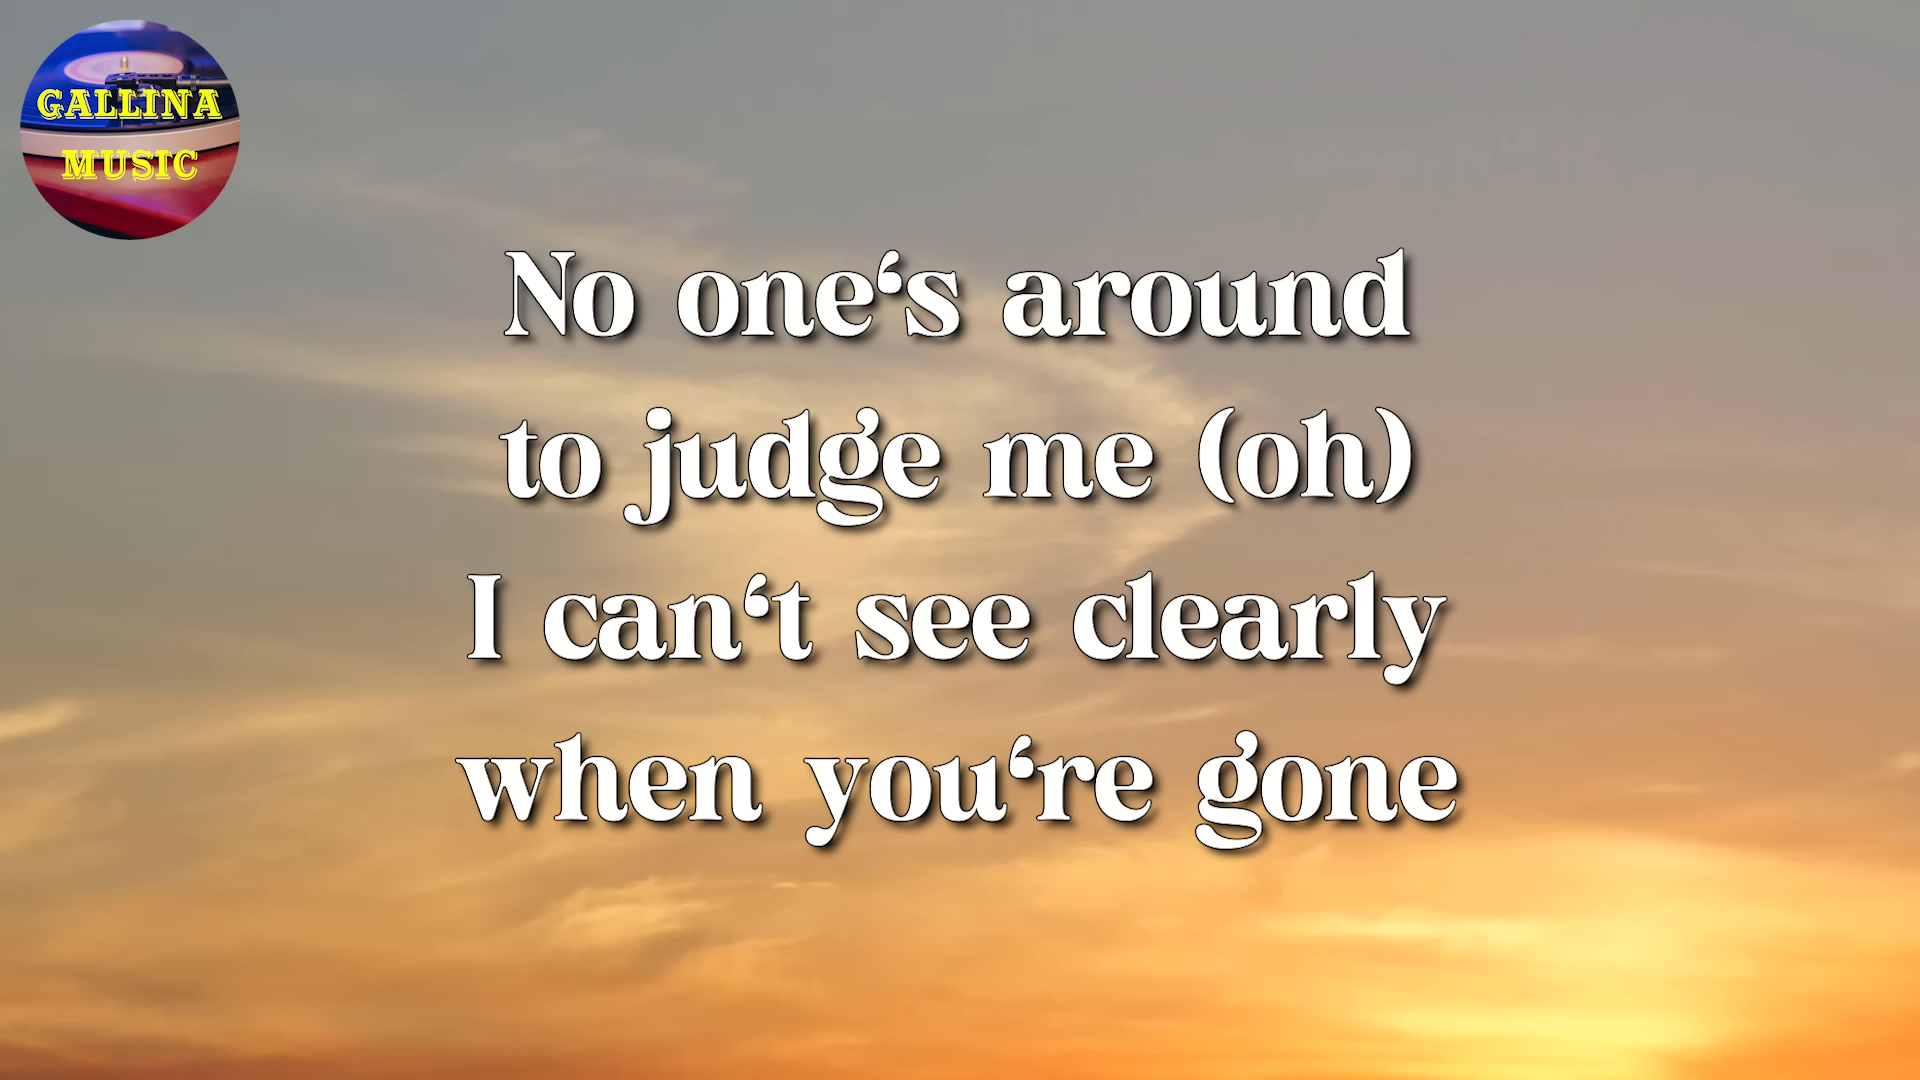 GALLINA
MUSIC
No one‘s around
to judge me (oh)
I can‘t see clearly
when you‘re gone